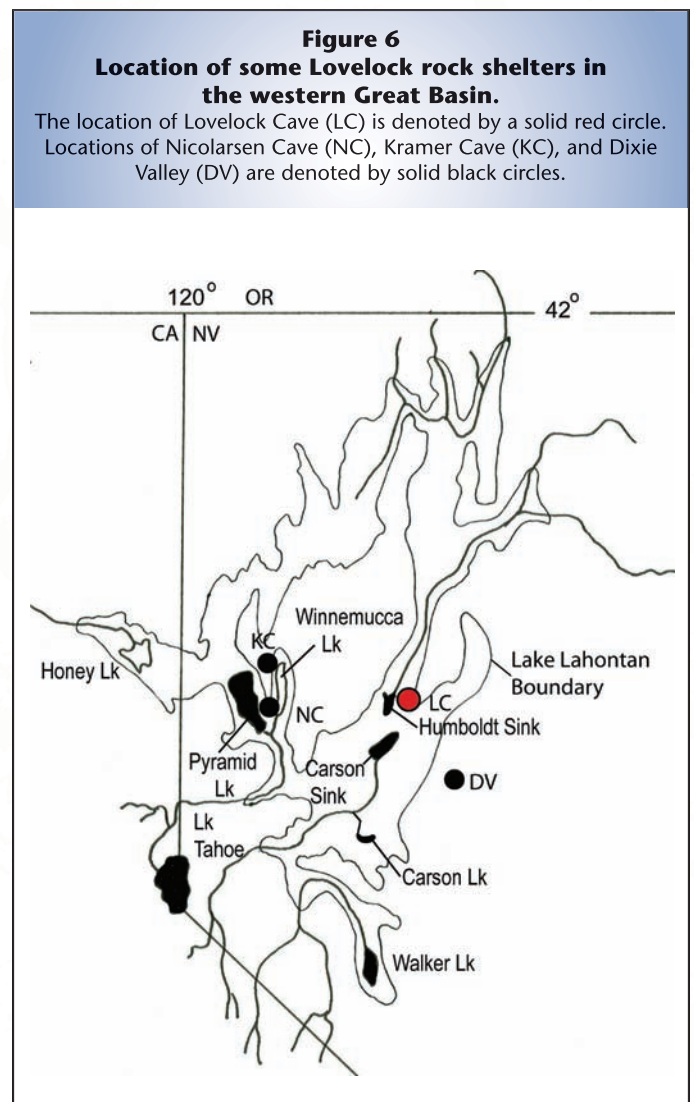 Figure 6
Location of some Lovelock rock shelters in
the western Great Basin.
The location of Lovelock Cave (LC) is denoted by a solid red circle.
Locations of Nicolarsen Cave (NC), Kramer Cave (KC), and Dixie
Valley (DV) are denoted by solid black circles.
120° OR
42°
CA NV
Winnemucca
Lk
KC
Honey Lk
Lake Lahontan
Boundary
NC
LC
Humboldt Sink
Pyramid
Lk
Carson
Sink
DV
Lk
Tahoe
Carson Lk
Walker Lk